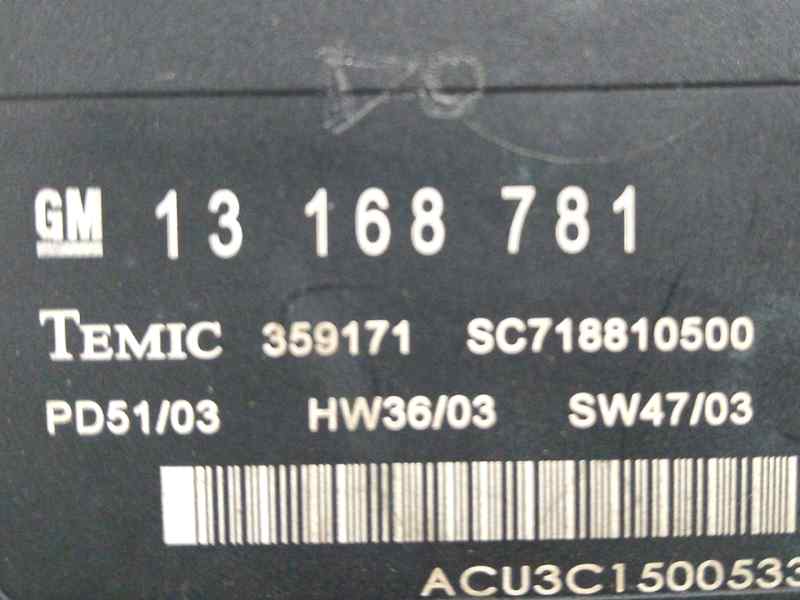 GM 13 168 781
TEMIC 359171 SC718810500
PD51/03 HW36/03 SW47/03
ACU3C1500533